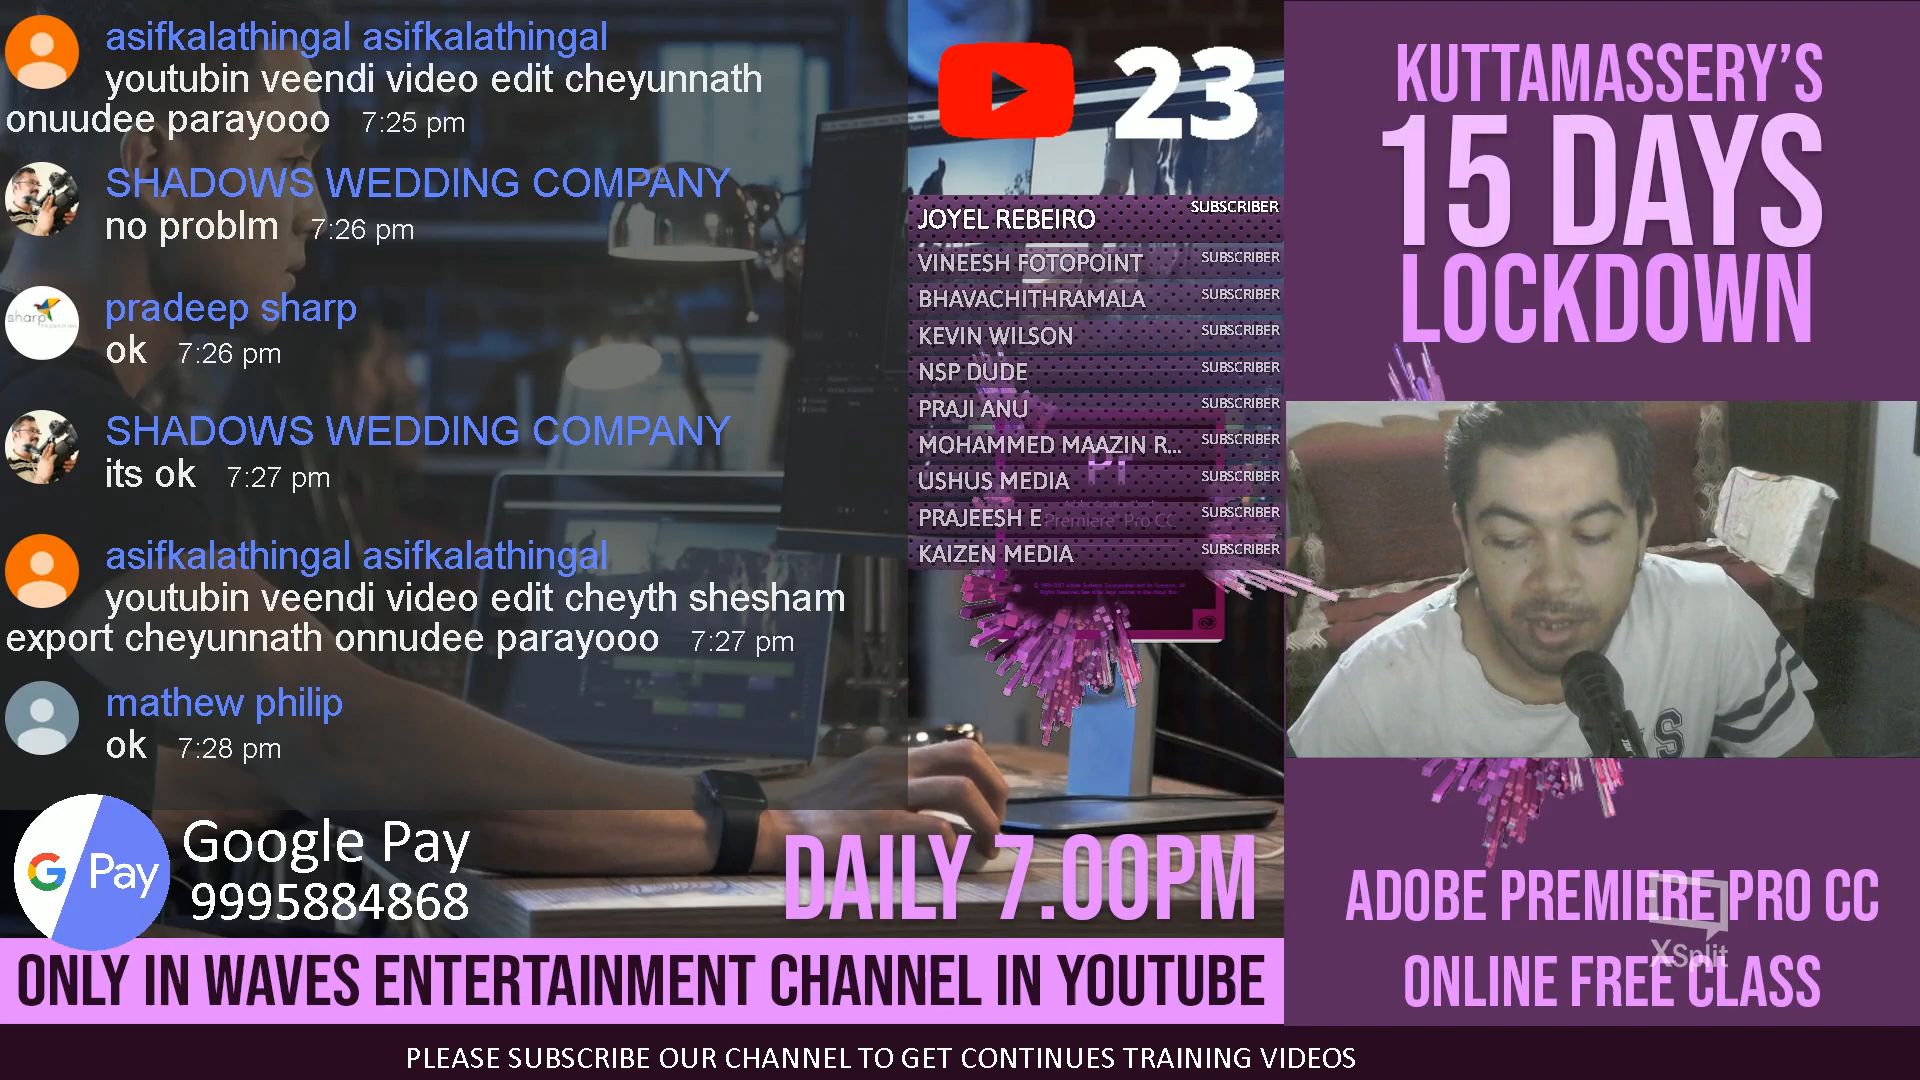 asifkalathingal asifkalathingal
youtubin veendi video edit cheyunnath
onuudee parayooo 7:25 pm
SHADOWS WEDDING COMPANY
no problm 7:26 pm
sharp
pradeep sharp
ok 7:26 pm
SHADOWS WEDDING COMPANY
its ok 7:27 pm
asifkalathingal asifkalathingal
youtubin veendi video edit cheyth shesham
export cheyunnath onnudee parayooo 7:27 pm
mathew philip
ok 7:28 pm
G Pay
Google Pay
9995884868
23
JOYEL REBEIRO SUBSCRIBER
VINEESH FOTOPOINT SUBSCRIBER
BHAVACHITHRAMALA SUBSCRIBER
KEVIN WILSON SUBSCRIBER
NSP DUDE SUBSCRIBER
PRAJI ANU SUBSCRIBER
MOHAMMED MAAZIN R... SUBSCRIBER
Pr
USHUS MEDIA SUBSCRIBER
PRAJEESH E SUBSCRIBER
Premiere Pro CC
KAIZEN MEDIA SUBSCRIBER
DAILY 7.00PM
ONLY IN WAVES ENTERTAINMENT CHANNEL IN YOUTUBE
KUTTAMASSERY'S
15 DAYS
LOCKDOWN
ADOBE PREMIERE PRO CC
XSplit
ONLINE FREE CLASS
PLEASE SUBSCRIBE OUR CHANNEL TO GET CONTINUES TRAINING VIDEOS